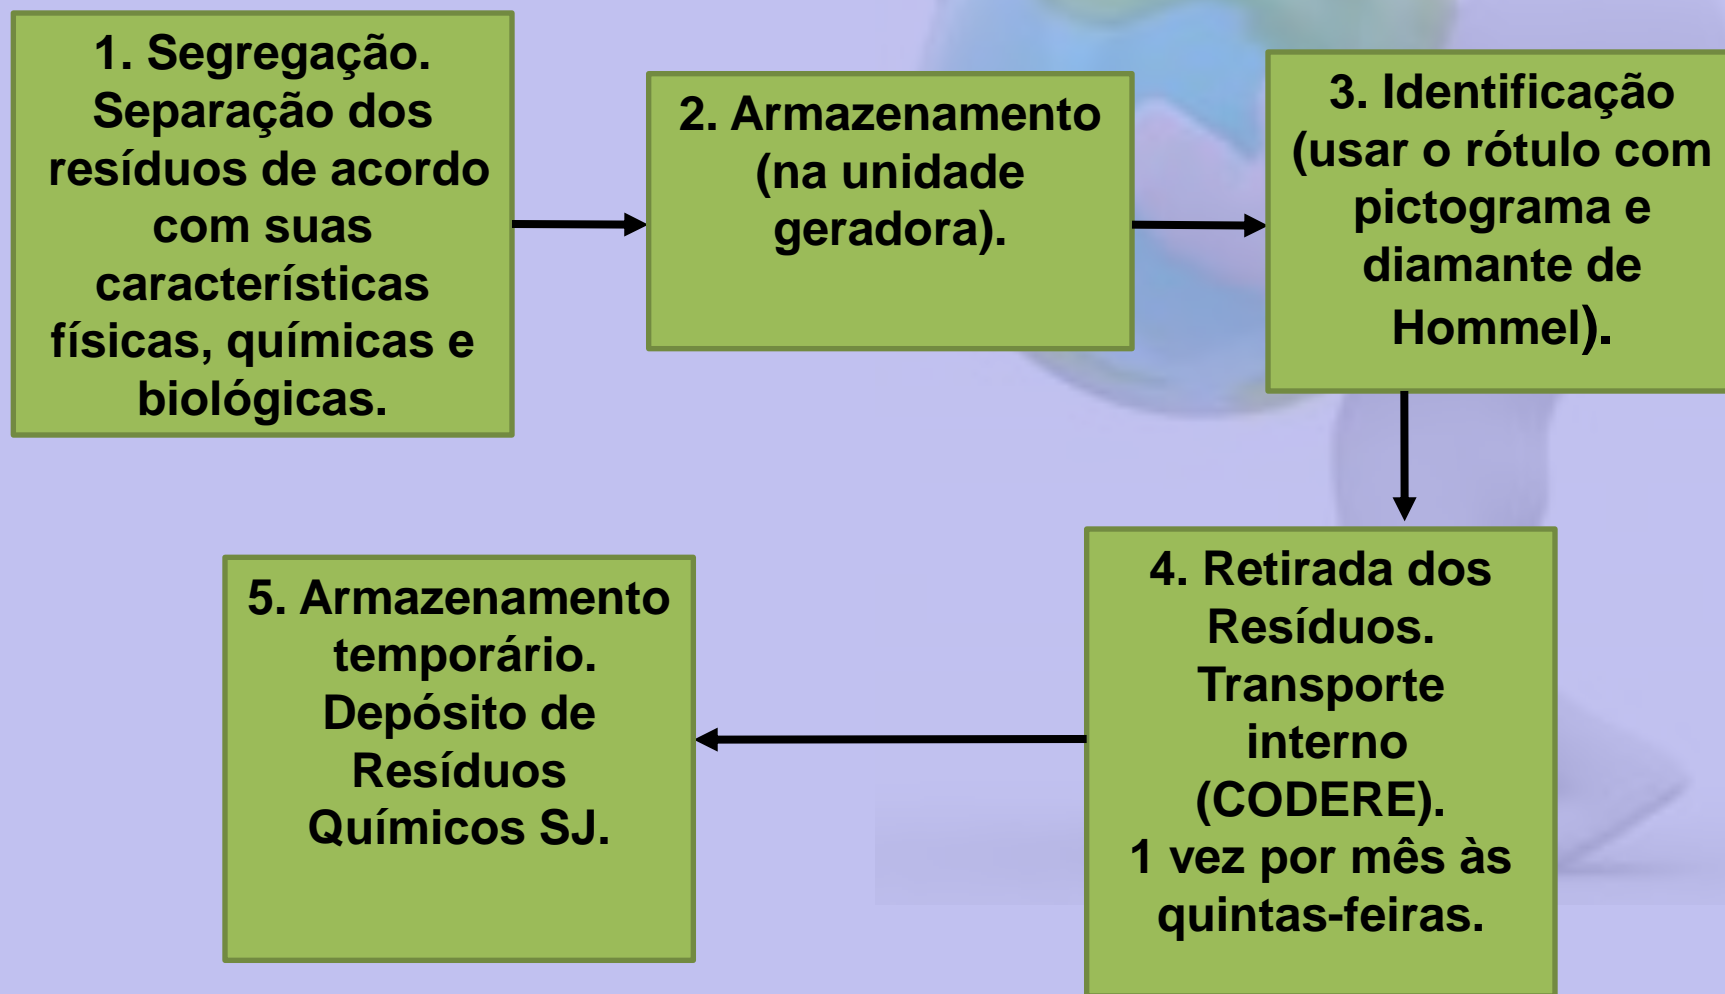 1. Segregação.
Separação dos
resíduos de acordo
com suas
características
físicas, químicas e
biológicas.
2. Armazenamento
(na unidade
geradora).
3. Identificação
(usar o rótulo com
pictograma e
diamante de
Hommel).
4. Retirada dos
Resíduos.
Transporte
interno
(CODERE).
1 vez por mês às
quintas-feiras.
5. Armazenamento
temporário.
Depósito de
Resíduos
Químicos SJ.